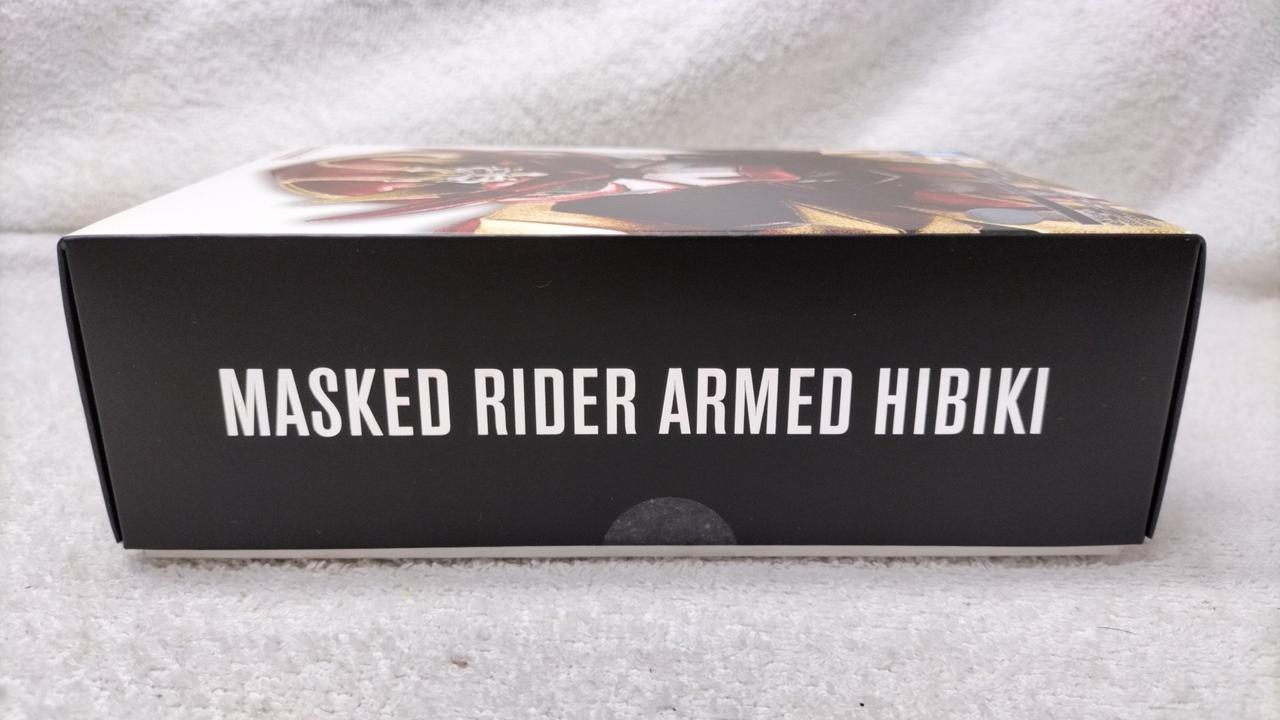 MASKED RIDER ARMED HIBIKI